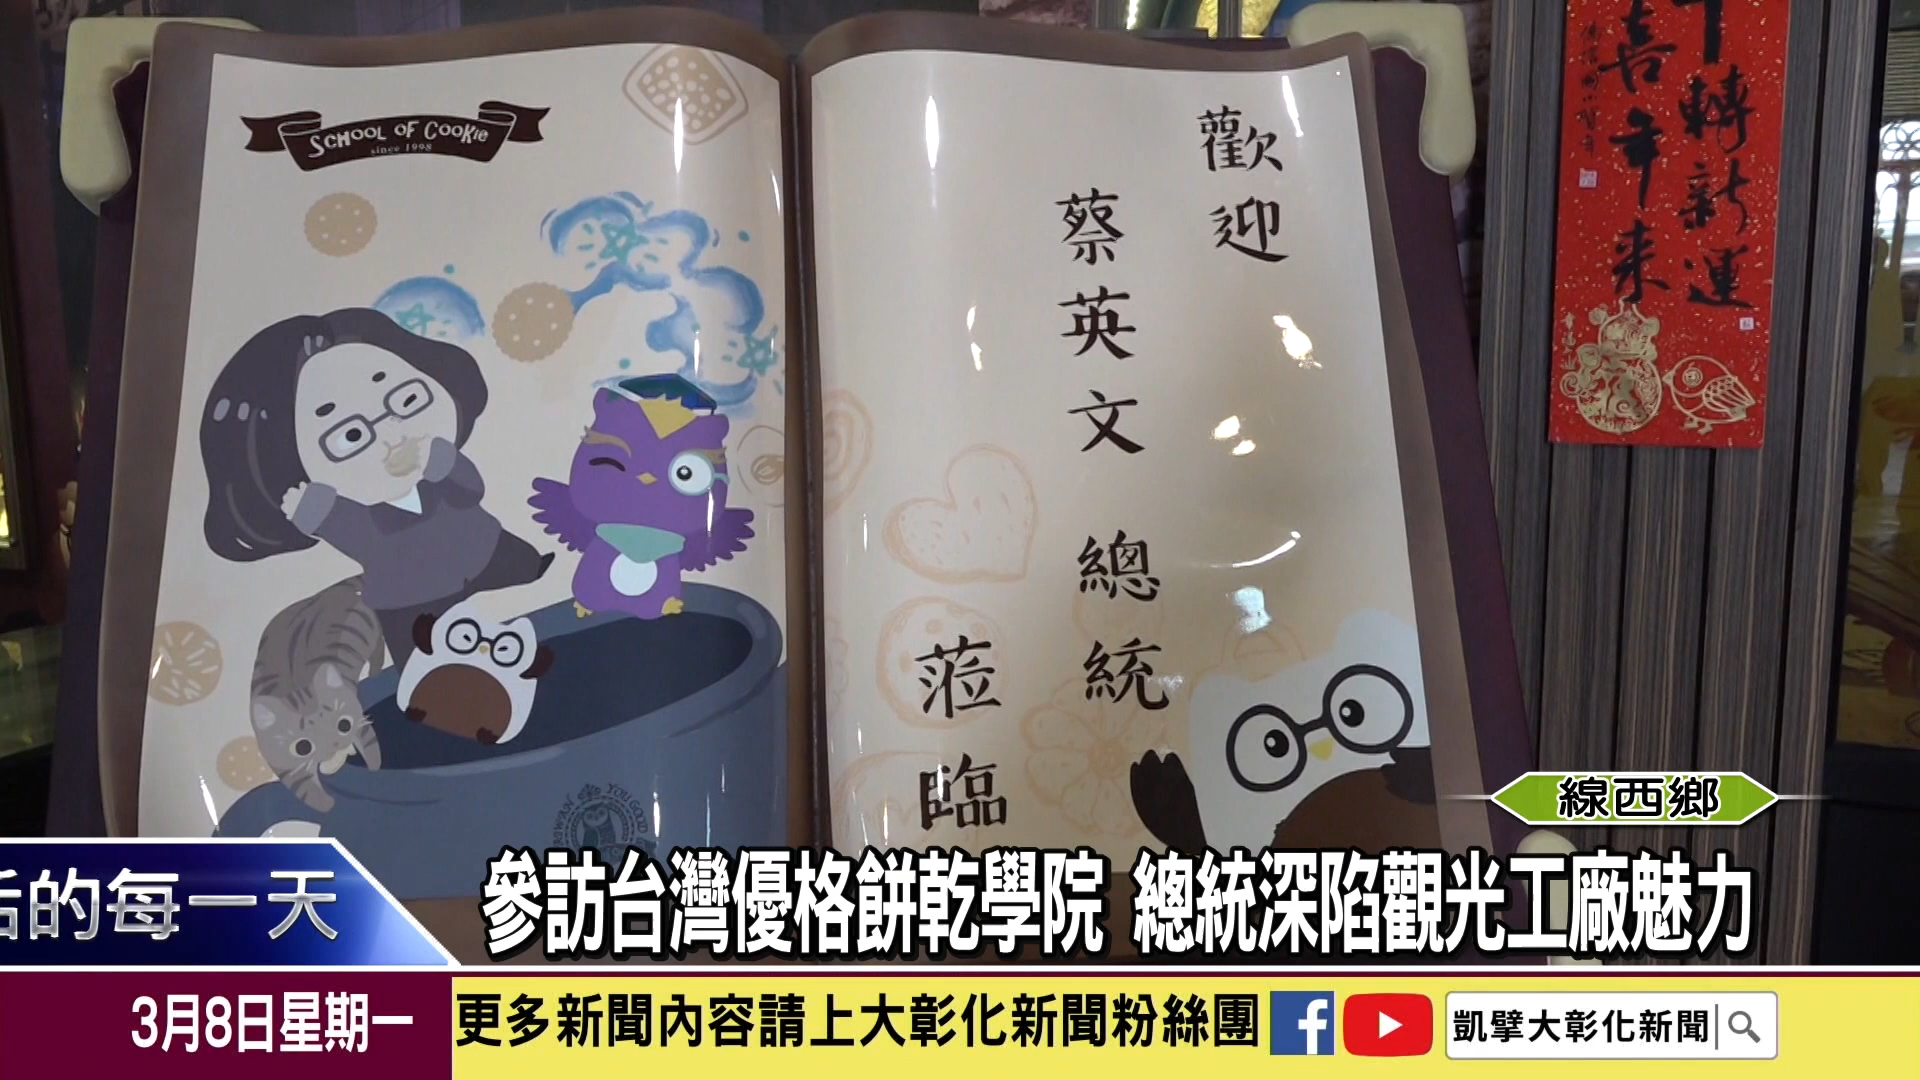 SCHOOL OF COOKIE
since 1998
歡迎
蔡英文 總統
蒞臨
轉新運
喜年來
YOU GOOD
線西鄉
活的每一天
參訪台灣優格餅乾學院 總統深陷觀光工廠魅力
3月8日星期一
更多新聞內容請上大彰化新聞粉絲團
凱擘大彰化新聞